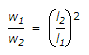 w₁/w₂ = (l₂/l₁)²